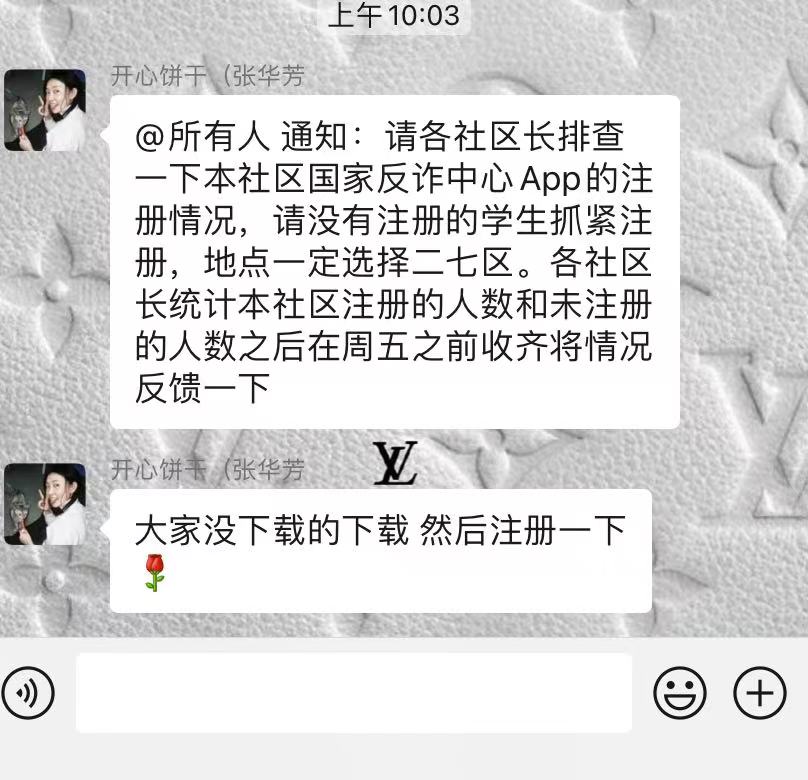 上午10:03
开心饼干（张华芳
@所有人 通知：请各社区长排查
一下本社区国家反诈中心App的注
册情况，请没有注册的学生抓紧注
册，地点一定选择二七区。各社区
长统计本社区注册的人数和未注册
的人数之后在周五之前收齐将情况
反馈一下
LV
开心饼干（张华芳
大家没下载的下载 然后注册一下
🌹